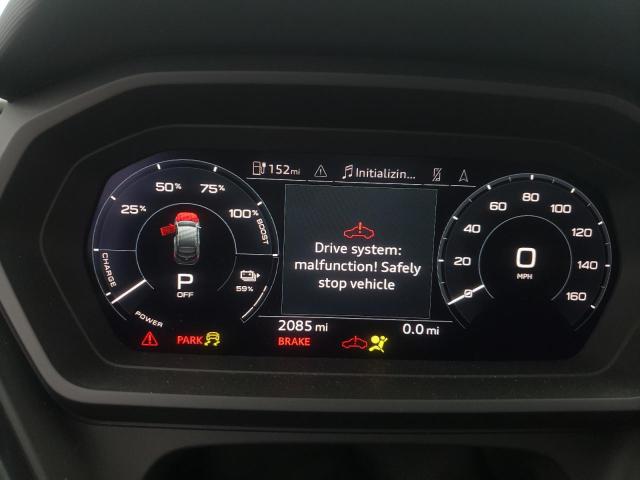 152mi
Initializin...
50% 75%
25% 100%
BOOST
CHARGE
POWER
P
OFF
59%
Drive system:
malfunction! Safely
stop vehicle
0
20
40
60
80
100
120
140
160
0
MPH
2085 mi 0.0 mi
PARK BRAKE